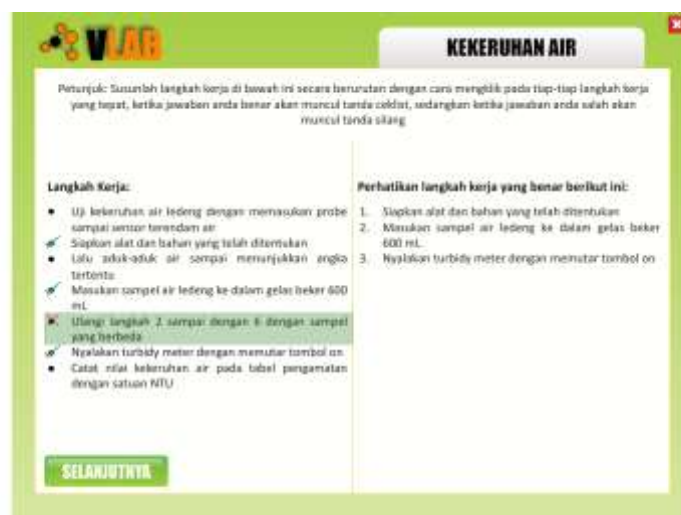 VLAB
KEKERUHAN AIR
Petunjuk: Susunlah langkah kerja di bawah ini secara berurutan dengan cara mengklik pada tiap-tiap langkah kerja
yang tepat, ketika jawaban anda benar akan muncul tanda ceklist, sedangkan ketika jawaban anda salah akan
muncul tanda silang
Langkah Kerja:
Uji kekeruhan air ledeng dengan memasukan probe
sampai sensor terendam air
Siapkan alat dan bahan yang telah ditentukan
Lalu aduk-aduk air sampai menunjukkan angka
tertentu
Masukan sampel air ledeng ke dalam gelas beker 600
mL
Ulangi langkah 2 sampai dengan 6 dengan sampel
yang berbeda
Nyalakan turbidy meter dengan memutar tombol on
Catat nilai kekeruhan air pada tabel pengamatan
dengan satuan NTU
Perhatikan langkah kerja yang benar berikut ini:
1. Siapkan alat dan bahan yang telah ditentukan
2. Masukan sampel air ledeng ke dalam gelas beker
600 mL
3. Nyalakan turbidy meter dengan memutar tombol on
SELANJUTNYA